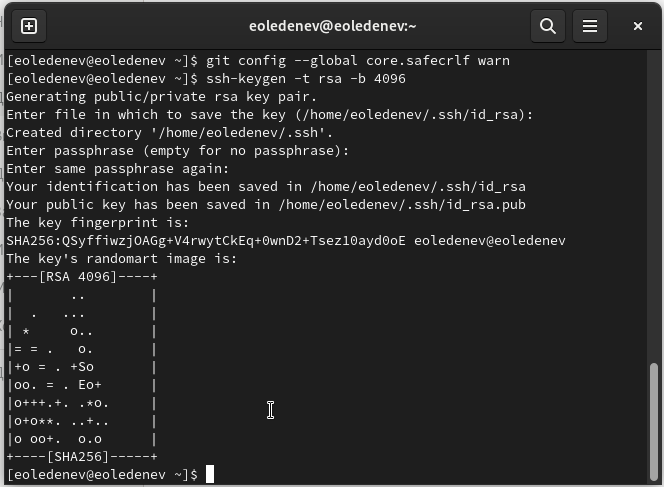 eoledenev@eoledenev:~
[eoledenev@eoledenev ~]$ git config --global core.safecrlf warn
[eoledenev@eoledenev ~]$ ssh-keygen -t rsa -b 4096
Generating public/private rsa key pair.
Enter file in which to save the key (/home/eoledenev/.ssh/id_rsa):
Created directory '/home/eoledenev/.ssh'.
Enter passphrase (empty for no passphrase):
Enter same passphrase again:
Your identification has been saved in /home/eoledenev/.ssh/id_rsa
Your public key has been saved in /home/eoledenev/.ssh/id_rsa.pub
The key fingerprint is:
SHA256:QSyffiwzjOAGg+V4rwytCkEq+0wnD2+Tsez10ayd0oE eoledenev@eoledenev
The key's randomart image is:
+---[RSA 4096]----+
|       ..        |
|  .   ...        |
| *     o..       |
|= = .   o.       |
|+o = . +So       |
|oo. = . Eo+      |
|o+++.+. .*o.     |
|o+o**. ..+..     |
|o oo+.  o.o      |
+----[SHA256]-----+
[eoledenev@eoledenev ~]$